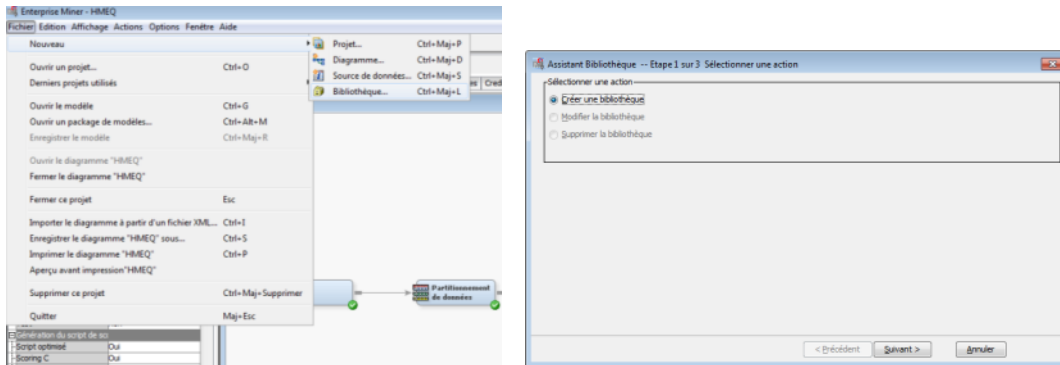 Enterprise Miner - HMEQ
Fichier Edition Affichage Actions Options Fenêtre Aide
Nouveau
Projet... Ctrl+Maj+P
Diagramme... Ctrl+Maj+D
Ouvrir un projet... Ctrl+O
Source de données... Ctrl+Maj+S
Derniers projets utilisés
Bibliothèque... Ctrl+Maj+L
Ouvrir le modèle Ctrl+G
Ouvrir un package de modèles... Ctrl+Alt+M
Enregistrer le modèle Ctrl+Maj+R
Ouvrir le diagramme "HMEQ"
Fermer le diagramme "HMEQ"
Fermer ce projet Esc
Importer le diagramme à partir d'un fichier XML... Ctrl+I
Enregistrer le diagramme "HMEQ" sous... Ctrl+S
Imprimer le diagramme "HMEQ" Ctrl+P
Aperçu avant impression"HMEQ"
Supprimer ce projet Ctrl+Maj+Supprimer
Quitter Maj+Esc
Partitionnement
de données
Génération du script de sco
Script optimisé Oui
Scoring C Oui
Assistant Bibliothèque -- Etape 1 sur 3 Sélectionner une action
Sélectionner une action
Créer une bibliothèque
Modifier la bibliothèque
Supprimer la bibliothèque
< Précédent Suivant > Annuler